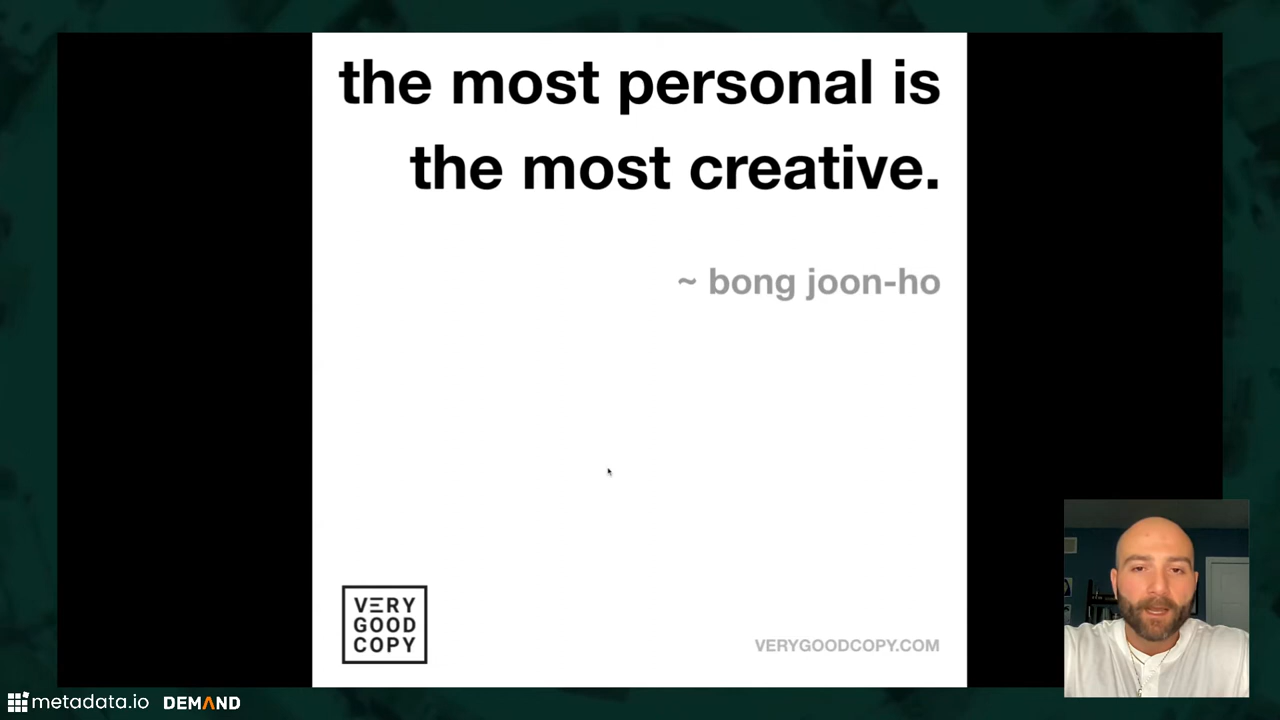 the most personal is
the most creative.
~ bong joon-ho
VERY
GOOD
COPY
VERYGOODCOPY.COM
metadata.io DEMAND